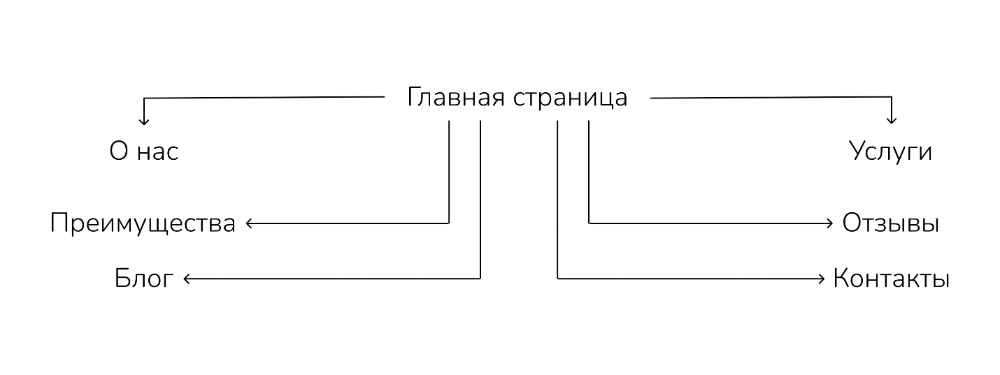 Главная страница
О нас
Услуги
Преимущества
Отзывы
Блог
Контакты